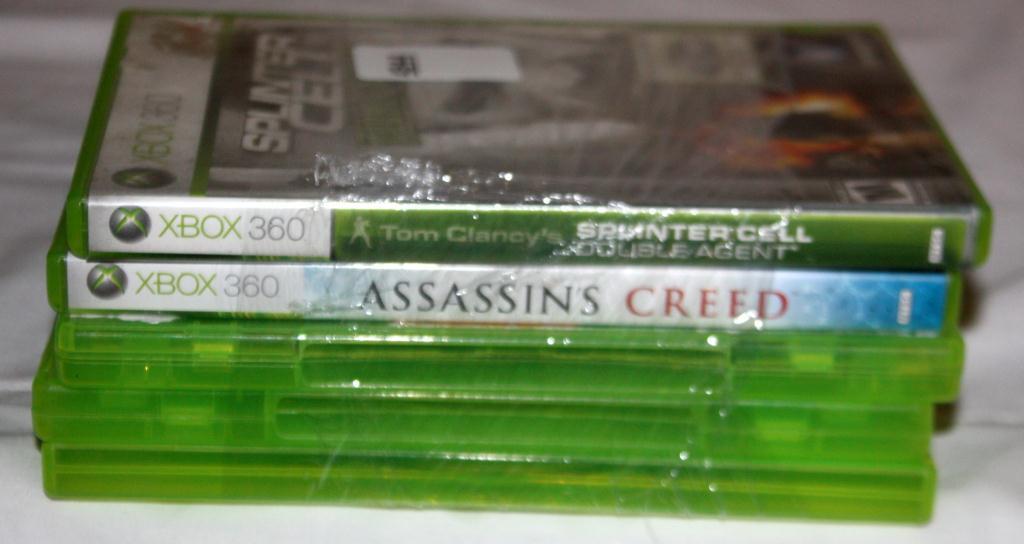 XBOX 360
SPLINTER
CELL
XBOX 360 Tom Clancy's SPLINTER CELL
DOUBLE AGENT
XBOX 360 ASSASSIN'S CREED